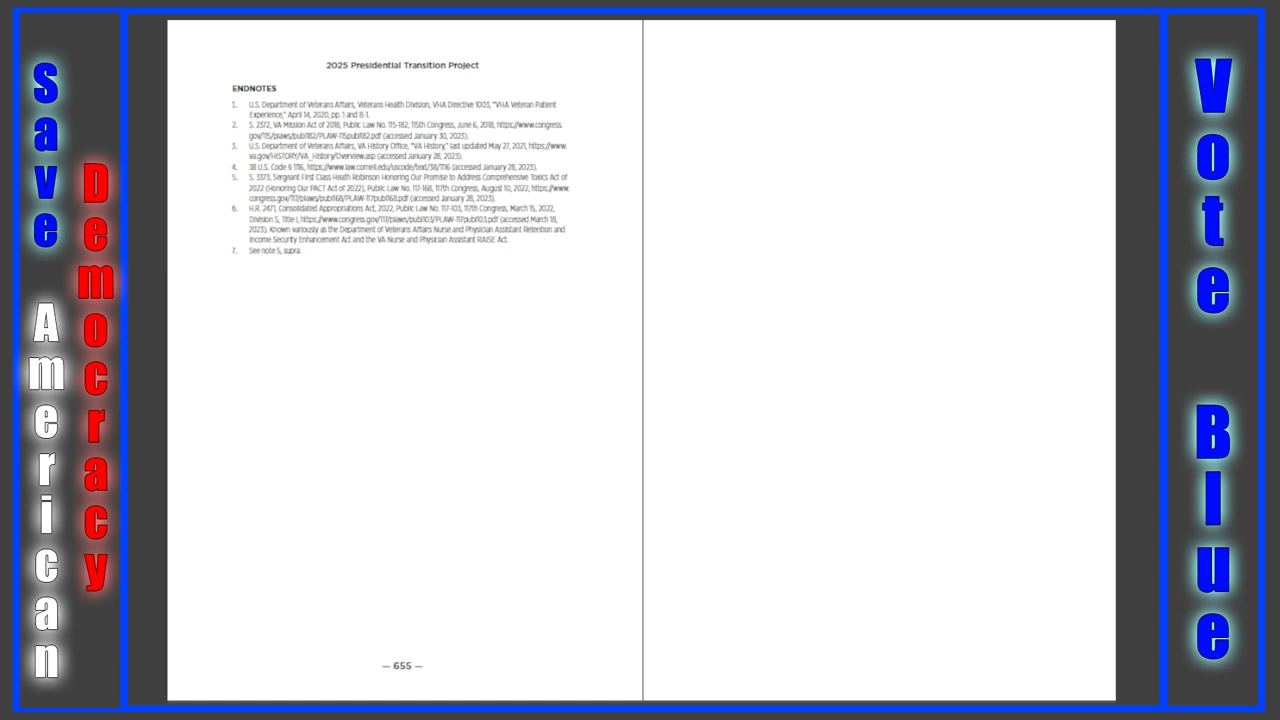 Save
American
Democracy
2025 Presidential Transition Project
ENDNOTES
1. U.S. Department of Veterans Affairs, Veterans Health Division, VHA Directive 1003, "VHA Veteran Patient
Experience," April 14, 2020, pp. 1 and B-1.
2. S. 2372, VA Mission Act of 2018, Public Law No. 115-182, 115th Congress, June 6, 2018, https://www.congress.
gov/115/plaws/publ182/PLAW-115publ182.pdf (accessed January 30, 2023).
3. U.S. Department of Veterans Affairs, VA History Office, "VA History," last updated May 27, 2021, https://www.
va.gov/HISTORY/VA_History/Overview.asp (accessed January 28, 2023).
4. 38 U.S. Code § 1116, https://www.law.cornell.edu/uscode/text/38/1116 (accessed January 28, 2023).
5. S. 3373, Sergeant First Class Heath Robinson Honoring Our Promise to Address Comprehensive Toxics Act of
2022 (Honoring Our PACT Act of 2022), Public Law No. 117-168, 117th Congress, August 10, 2022, https://www.
congress.gov/117/plaws/publ168/PLAW-117publ168.pdf (accessed January 28, 2023).
6. H.R. 2471, Consolidated Appropriations Act, 2022, Public Law No. 117-103, 117th Congress, March 15, 2022,
Division S, Title I, https://www.congress.gov/117/plaws/publ103/PLAW-117publ103.pdf (accessed March 18,
2023). Known variously as the Department of Veterans Affairs Nurse and Physician Assistant Retention and
Income Security Enhancement Act and the VA Nurse and Physician Assistant RAISE Act.
7. See note 5, supra.
— 655 —
Vote
Blue